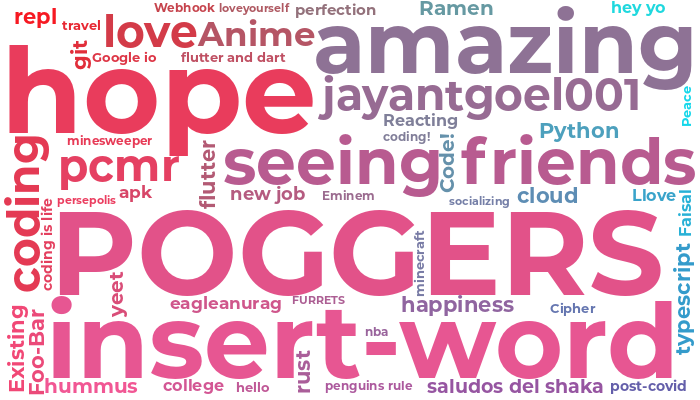 repl
travel
Webhook
loveyourself
perfection
Ramen
hey yo
love
Anime
amazing
git
Google io
flutter and dart
hope
jayantgoel001
Peace
Reacting
coding!
Python
minesweeper
pcmr
seeing friends
Code!
coding
flutter
apk
persepolis
new job
Eminem
socializing
cloud
Llove
Faisal
coding is life
POGGERS
minecraft
typescript
yeet
eagleanurag
FURRETS
happiness
Cipher
Existing
Foo-Bar
insert-word
nba
rust
hummus
college
hello
penguins rule
saludos del shaka
post-covid